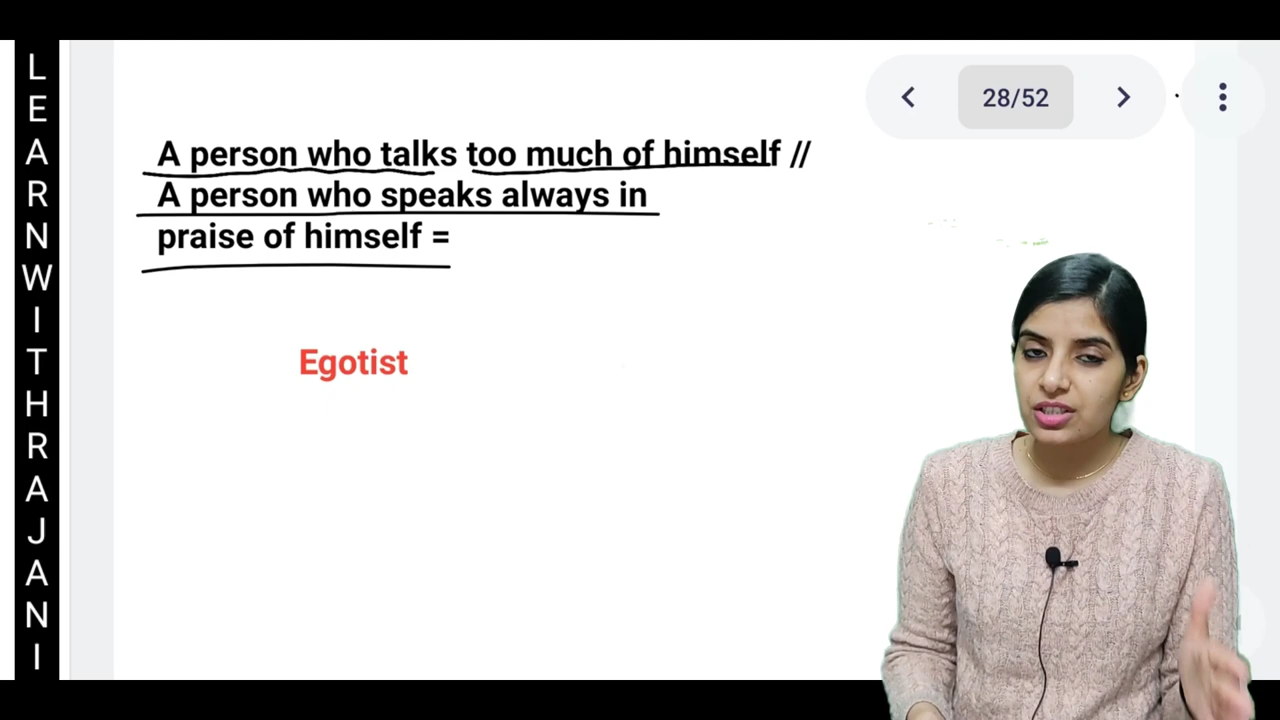 LEARNWITHRAJANI
28/52
A person who talks too much of himself //
A person who speaks always in
praise of himself =
Egotist